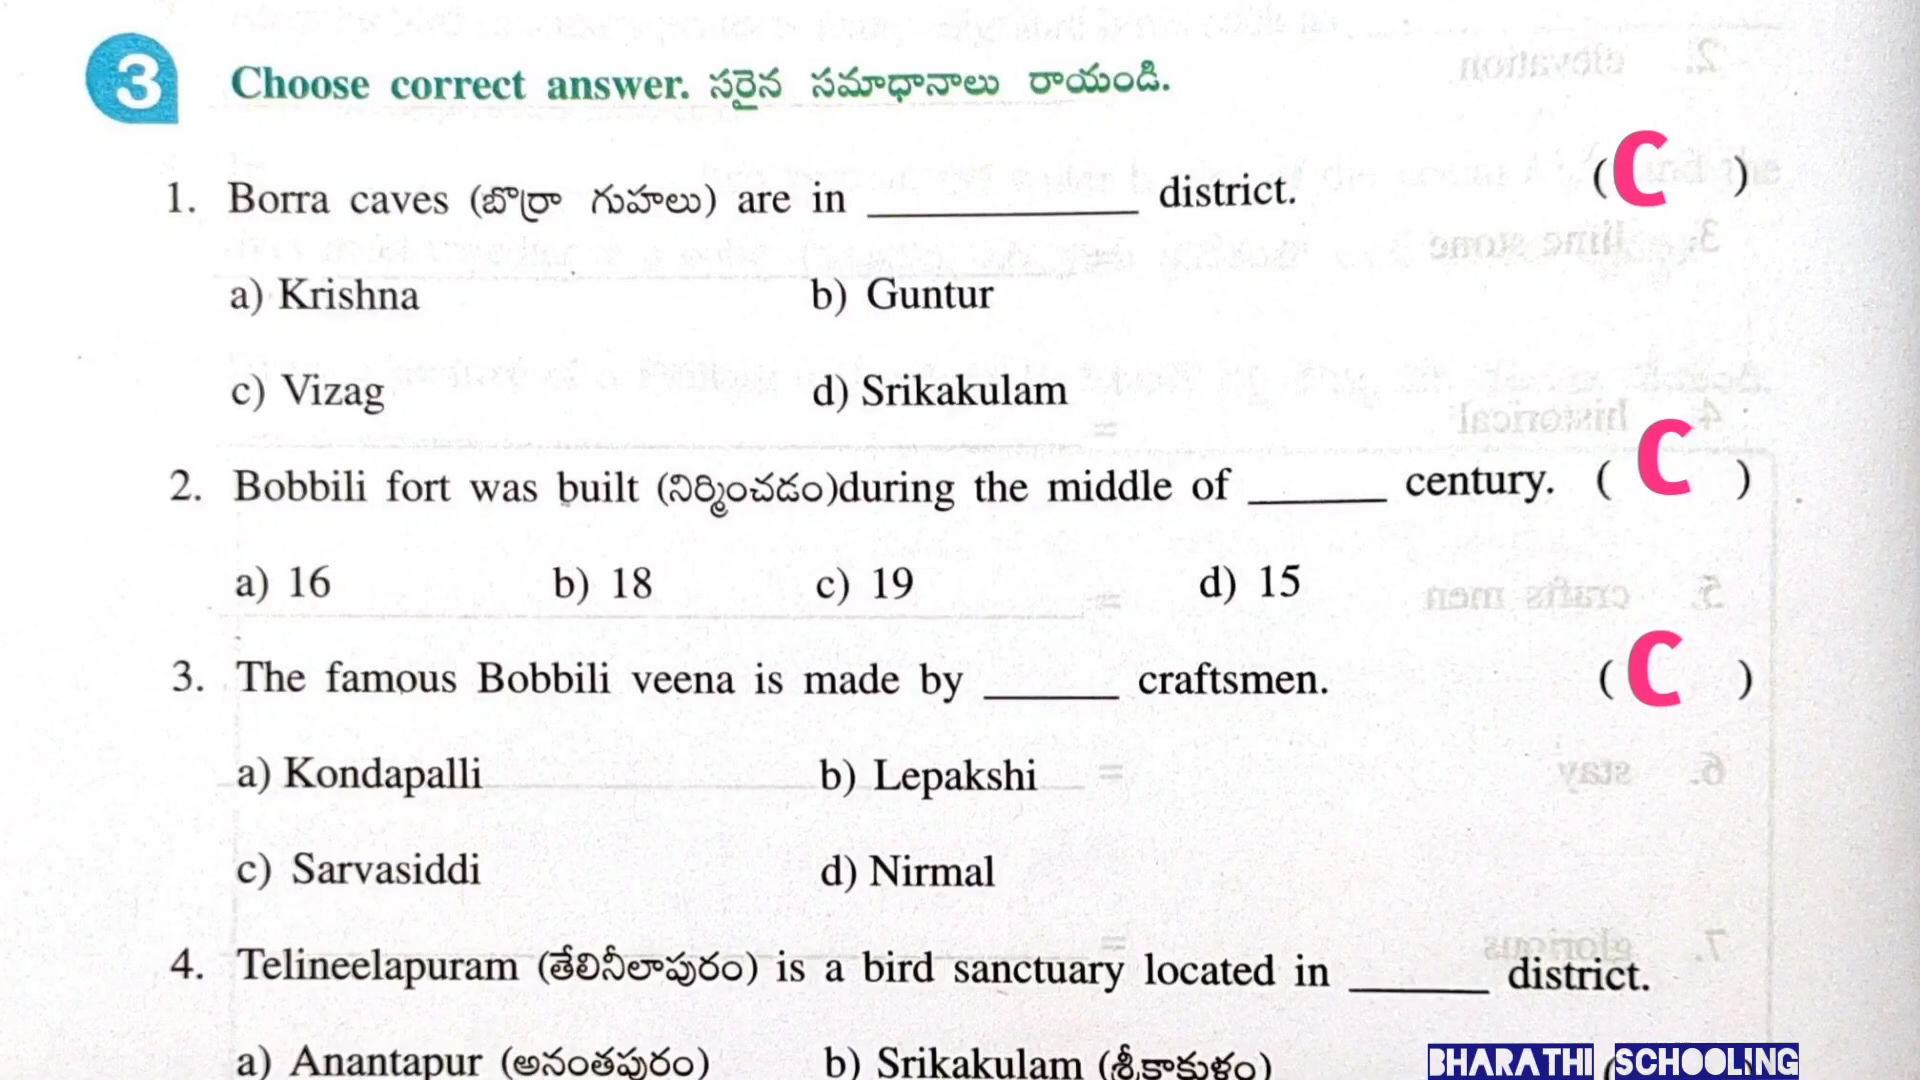 3 Choose correct answer. సరైన సమాధానాలు రాయండి.
1. Borra caves (బొర్రా గుహలు) are in ____________ district. ( C )
a) Krishna b) Guntur
c) Vizag d) Srikakulam
2. Bobbili fort was built (నిర్మించడం)during the middle of ______ century. ( C )
a) 16 b) 18 c) 19 d) 15
3. The famous Bobbili veena is made by ______ craftsmen. ( C )
a) Kondapalli b) Lepakshi
c) Sarvasiddi d) Nirmal
4. Telineelapuram (తేలినీలాపురం) is a bird sanctuary located in ______ district.
a) Anantapur (అనంతపురం) b) Srikakulam (శ్రీకాకుళం)
BHARATHI SCHOOLING